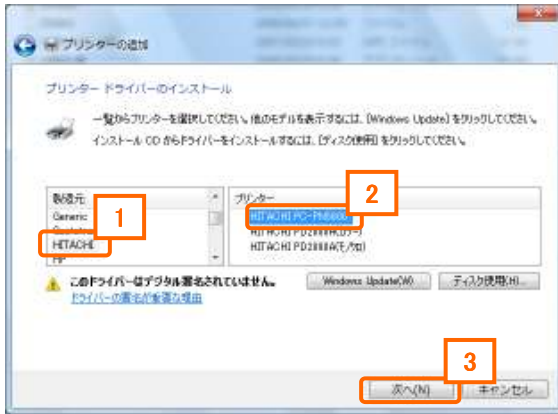 プリンターの追加
プリンター ドライバーのインストール
一覧からプリンターを選択してください。他のモデルを表示するには、[Windows Update] をクリックしてください。
インストール CD からドライバーをインストールするには、[ディスク使用] をクリックしてください。
製造元
プリンター
Generic
HITACHI
HP
HITACHI
HITACHI
HITACHI
1
2
このドライバーはデジタル署名されていません。
Windows Update(W)
ディスク使用(H)...
ドライバーの署名が重要な理由
3
次へ(N)
キャンセル